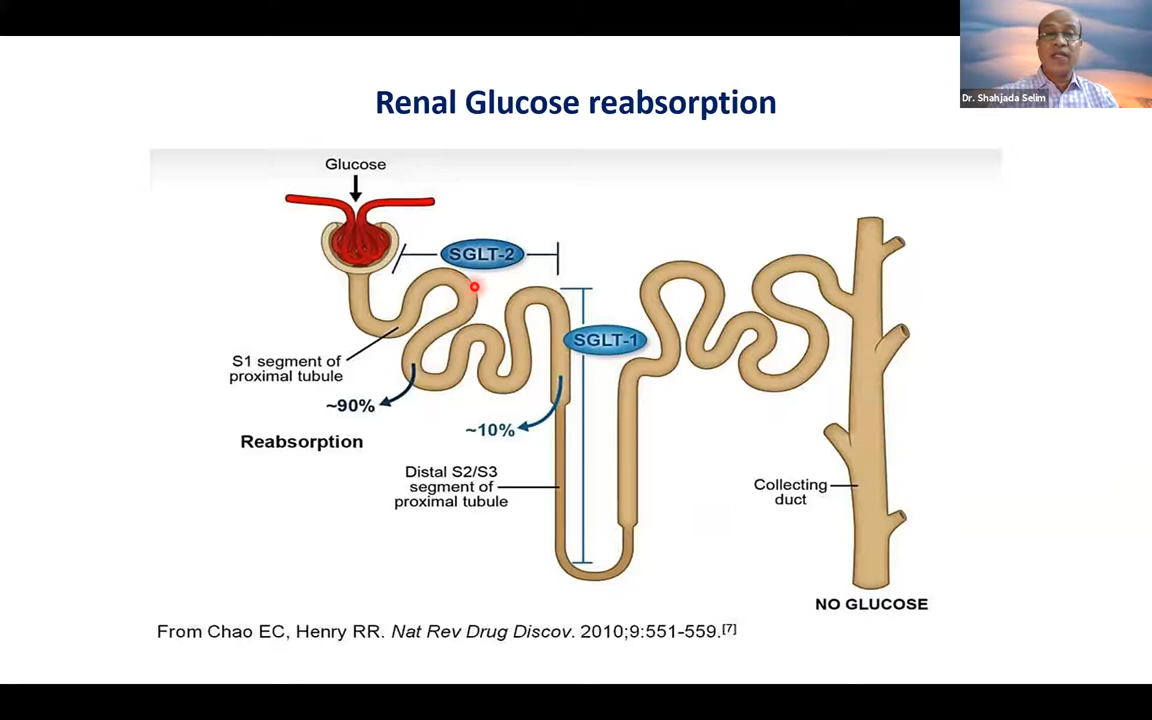 Dr. Shahjada Selim
Renal Glucose reabsorption
Glucose
SGLT-2
SGLT-1
S1 segment of
proximal tubule
~90%
Reabsorption
~10%
Distal S2/S3
segment of
proximal tubule
Collecting
duct
NO GLUCOSE
From Chao EC, Henry RR. Nat Rev Drug Discov. 2010;9:551-559.[7]